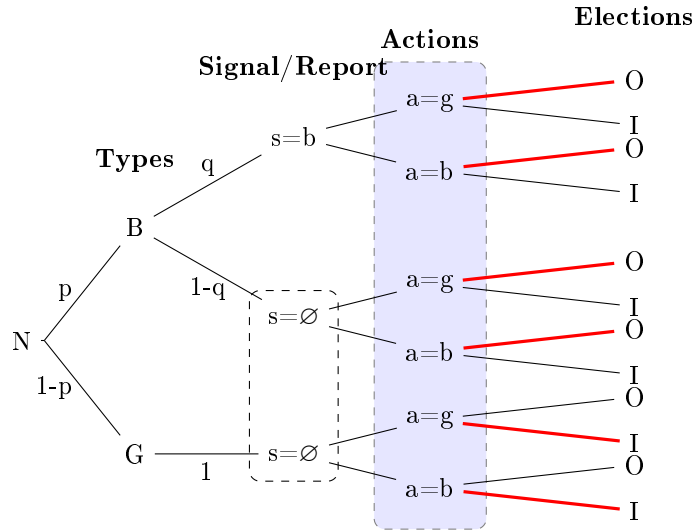 Elections
Actions
Signal/Report
Types
N
p
1-p
B
G
q
1-q
1
s=b
s=∅
s=∅
a=g
a=b
a=g
a=b
a=g
a=b
O
I
O
I
O
I
O
I
O
I
O
I